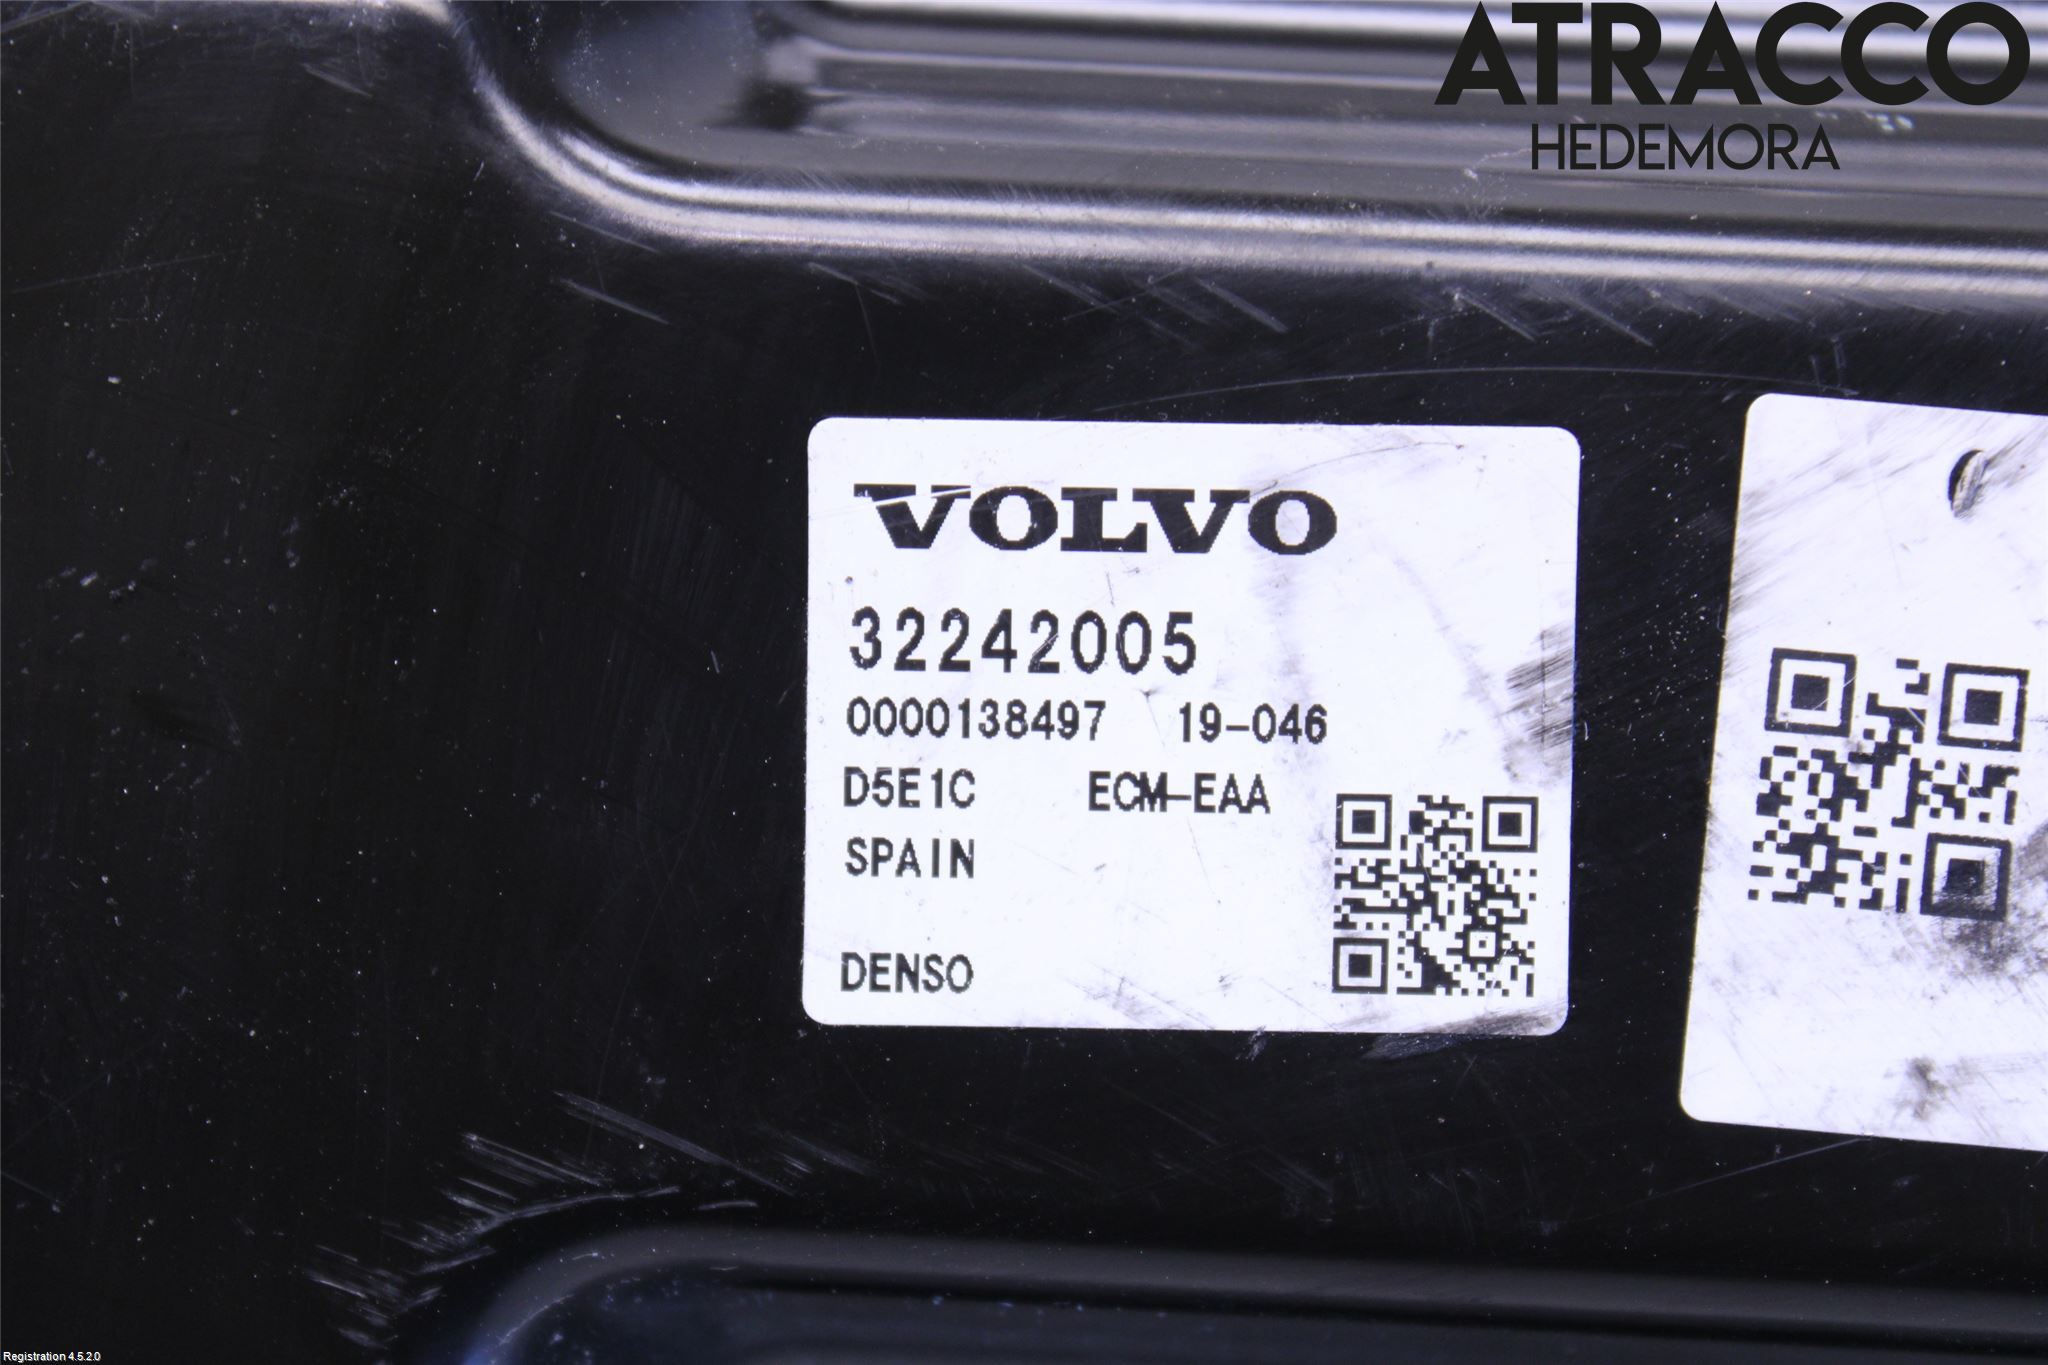 ATRACCO
HEDEMORA
VOLVO
32242005
0000138497 19-046
D5E1C ECM-EAA
SPAIN
DENSO
Registration 4.5.2.0